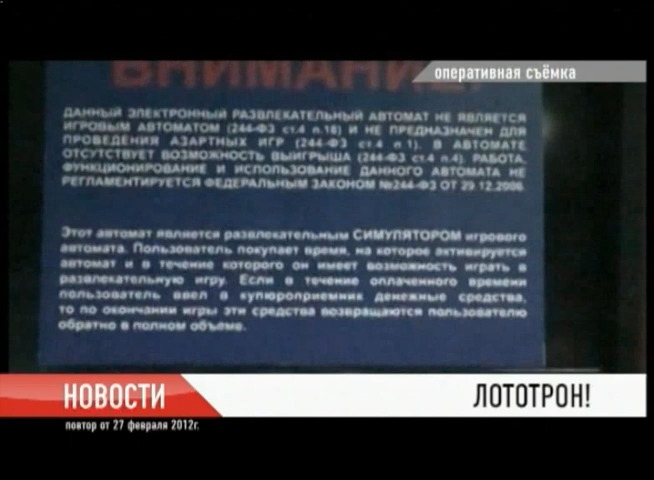 ВНИМАНИЕ!
оперативная съёмка
ДАННЫЙ ЭЛЕКТРОННЫЙ РАЗВЛЕКАТЕЛЬНЫЙ АВТОМАТ НЕ ЯВЛЯЕТСЯ
ИГРОВЫМ АВТОМАТОМ (244-ФЗ ст.4 п.18) И НЕ ПРЕДНАЗНАЧЕН ДЛЯ
ПРОВЕДЕНИЯ АЗАРТНЫХ ИГР (244-ФЗ ст.4 п 1). В АВТОМАТЕ
ОТСУТСТВУЕТ ВОЗМОЖНОСТЬ ВЫИГРЫША (244-ФЗ ст.4 п.4). РАБОТА,
ФУНКЦИОНИРОВАНИЕ И ИСПОЛЬЗОВАНИЕ ДАННОГО АВТОМАТА НЕ
РЕГЛАМЕНТИРУЕТСЯ ФЕДЕРАЛЬНЫМ ЗАКОНОМ №244-ФЗ ОТ 29.12.2006.
Этот автомат является развлекательным СИМУЛЯТОРОМ игрового
автомата. Пользователь покупает время, на которое активируется
автомат и в течение которого он имеет возможность играть в
развлекательную игру. Если в течение оплаченного времени
пользователь ввел в купюроприемник денежные средства,
то по окончании игры эти средства возвращаются пользователю
обратно в полном объеме.
НОВОСТИ
ЛОТОТРОН!
повтор от 27 февраля 2012г.